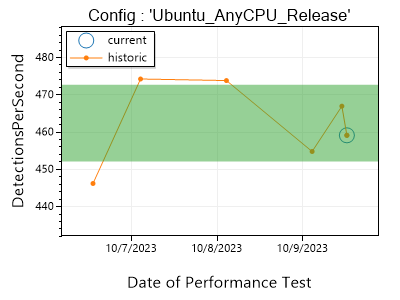 Config : 'Ubuntu_AnyCPU_Release'
current
historic
DetectionsPerSecond
480
470
460
450
440
10/7/2023
10/8/2023
10/9/2023
Date of Performance Test